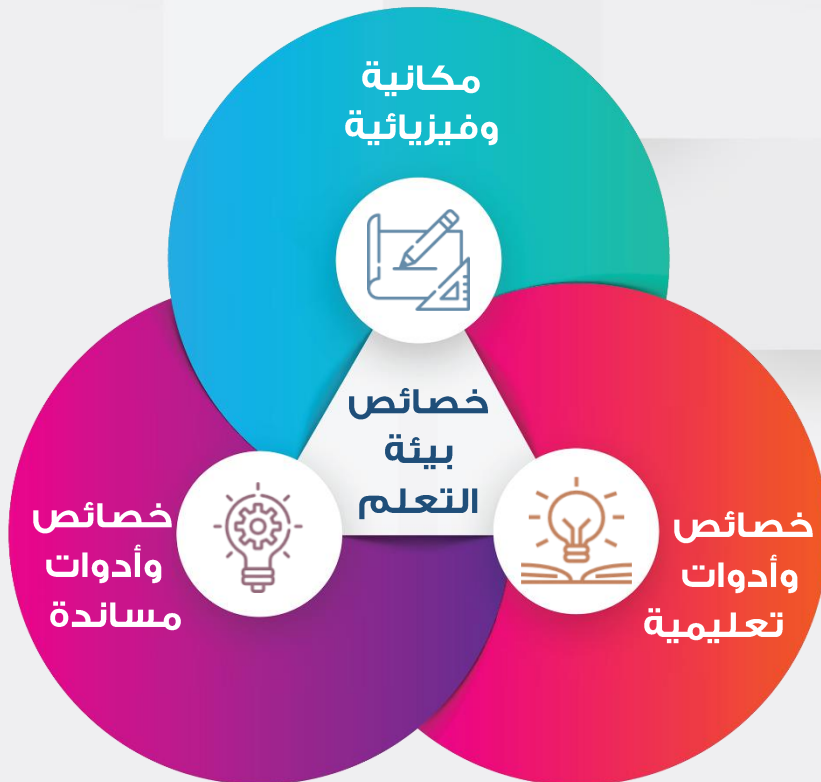 مكانية
وفيزيائية
خصائص
بيئة
التعلم
خصائص
وأدوات
تعليمية
خصائص
وأدوات
مساندة